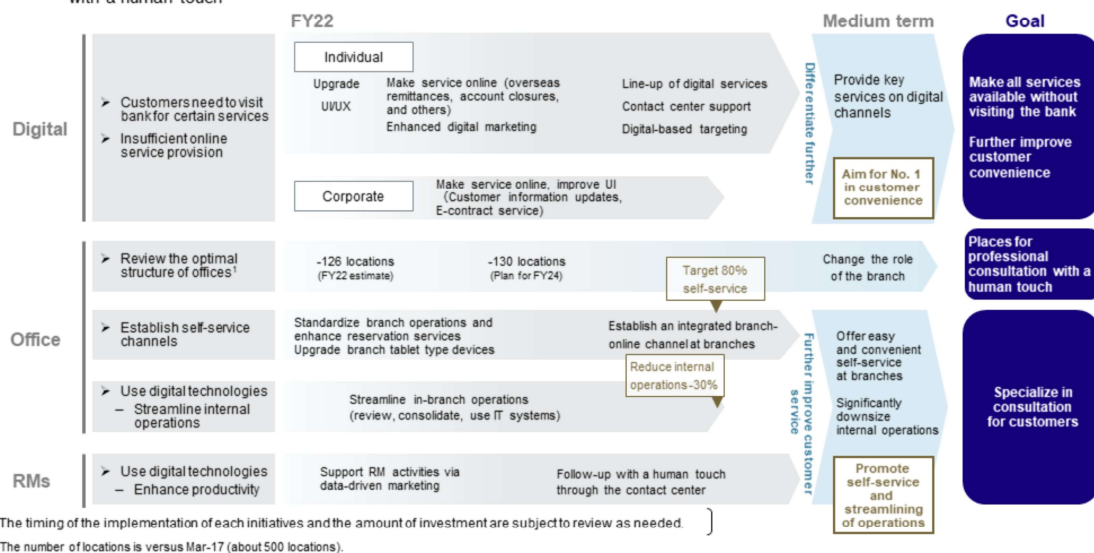 with a human touch
FY22
Medium term
Goal
Digital
➤ Customers need to visit
bank for certain services
➤ Insufficient online
service provision
Individual
Upgrade
UI/UX
Make service online (overseas
remittances, account closures,
and others)
Enhanced digital marketing
Line-up of digital services
Contact center support
Digital-based targeting
Corporate
Make service online, improve UI
(Customer information updates,
E-contract service)
Differentiate further
Provide key
services on digital
channels
Aim for No. 1
in customer
convenience
Make all services
available without
visiting the bank
Further improve
customer
convenience
Office
➤ Review the optimal
structure of offices1
-126 locations
(FY22 estimate)
-130 locations
(Plan for FY24)
Target 80%
self-service
Change the role
of the branch
Places for
professional
consultation with a
human touch
➤ Establish self-service
channels
Standardize branch operations and
enhance reservation services
Upgrade branch tablet type devices
Establish an integrated branch-
online channel at branches
➤ Use digital technologies
– Streamline internal
operations
Streamline in-branch operations
(review, consolidate, use IT systems)
Reduce internal
operations-30%
Further improve customer
service
Offer easy
and convenient
self-service
at branches
Significantly
downsize
internal operations
Specialize in
consultation
for customers
RMs
➤ Use digital technologies
– Enhance productivity
Support RM activities via
data-driven marketing
Follow-up with a human touch
through the contact center
Promote
self-service
and
streamlining
of operations
The timing of the implementation of each initiatives and the amount of investment are subject to review as needed.
The number of locations is versus Mar-17 (about 500 locations).